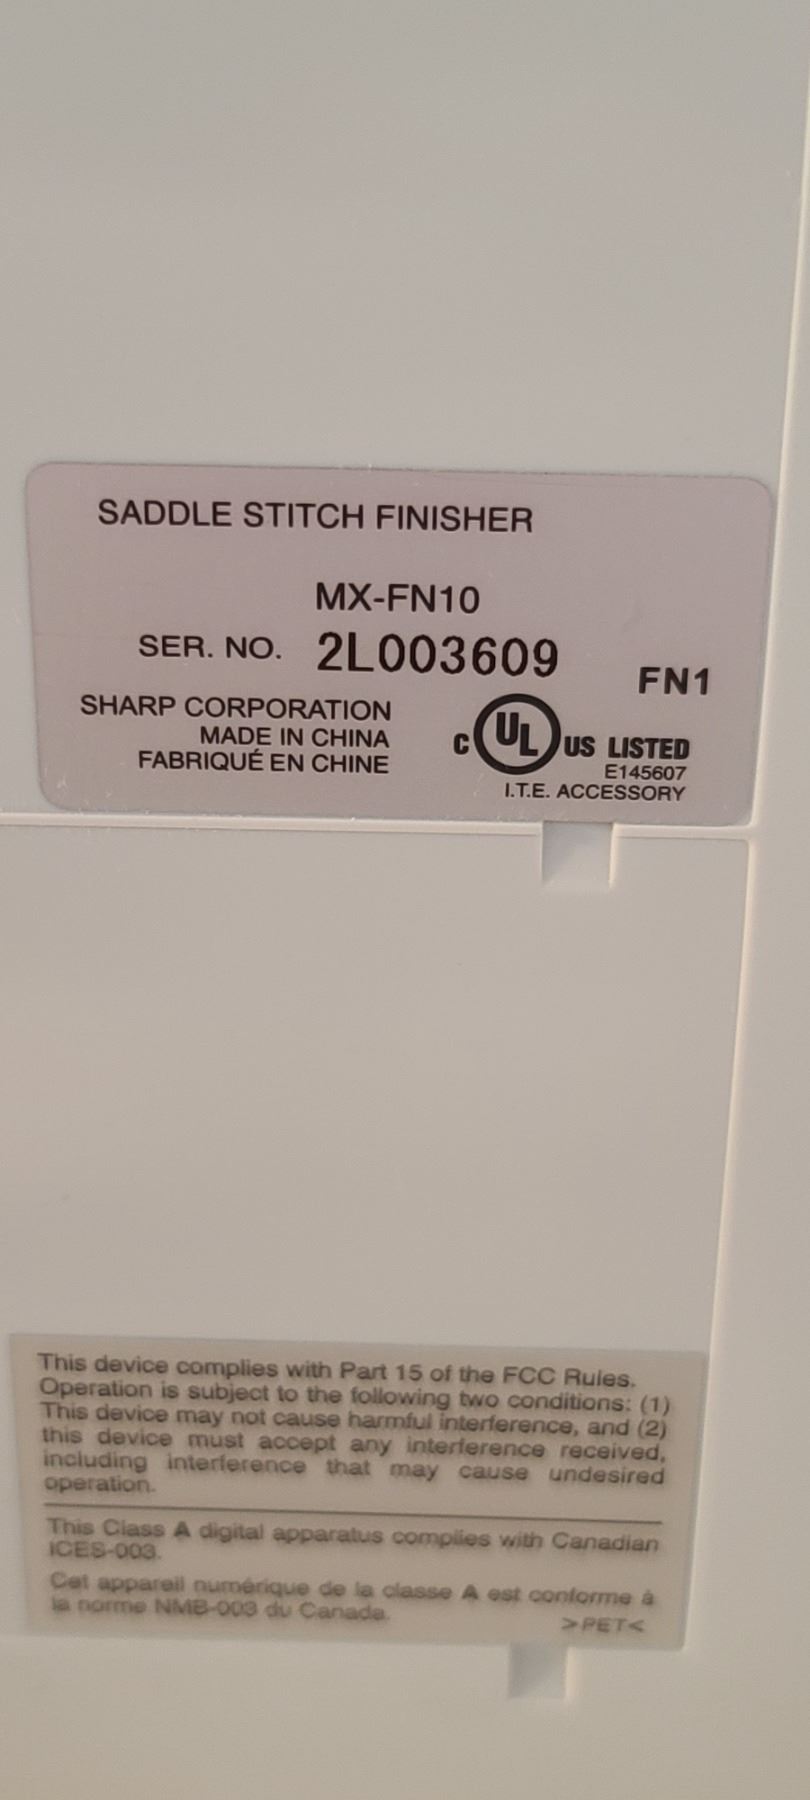 SADDLE STITCH FINISHER
MX-FN10
SER. NO. 2L003609
FN1
SHARP CORPORATION
MADE IN CHINA
FABRIQUÉ EN CHINE
C UL US LISTED
E145607
I.T.E. ACCESSORY
This device complies with Part 15 of the FCC Rules.
Operation is subject to the following two conditions: (1)
This device may not cause harmful interference, and (2)
this device must accept any interference received,
including interference that may cause undesired
operation.
This Class A digital apparatus complies with Canadian
ICES-003.
Cet appareil numérique de la classe A est conforme à
la norme NMB-003 du Canada.
>PET<